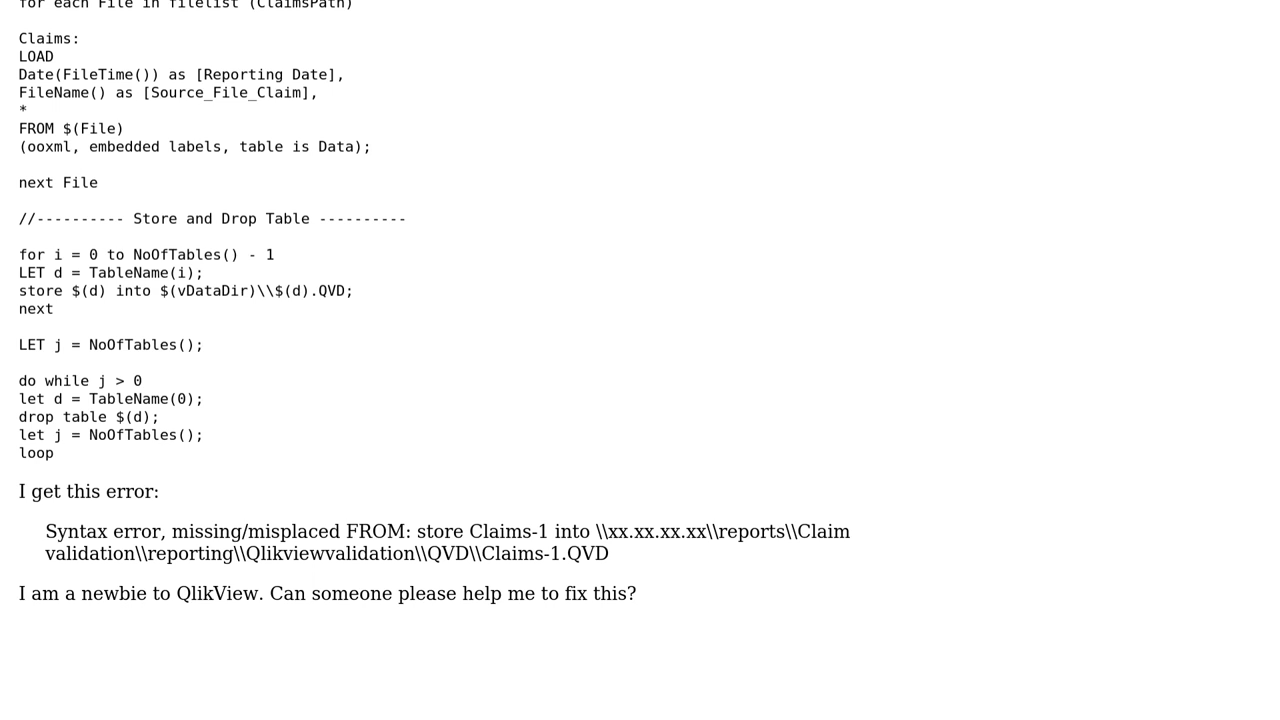 for each File in filelist (ClaimsPath)
Claims:
LOAD
Date(FileTime()) as [Reporting Date],
FileName() as [Source_File_Claim],
*
FROM $(File)
(ooxml, embedded labels, table is Data);
next File
//---------- Store and Drop Table ----------
for i = 0 to NoOfTables() - 1
LET d = TableName(i);
store $(d) into $(vDataDir)\\$(d).QVD;
next
LET j = NoOfTables();
do while j > 0
let d = TableName(0);
drop table $(d);
let j = NoOfTables();
loop
I get this error:
Syntax error, missing/misplaced FROM: store Claims-1 into \\xx.xx.xx.xx\\reports\\Claim
validation\\reporting\\Qlikviewvalidation\\QVD\\Claims-1.QVD
I am a newbie to QlikView. Can someone please help me to fix this?